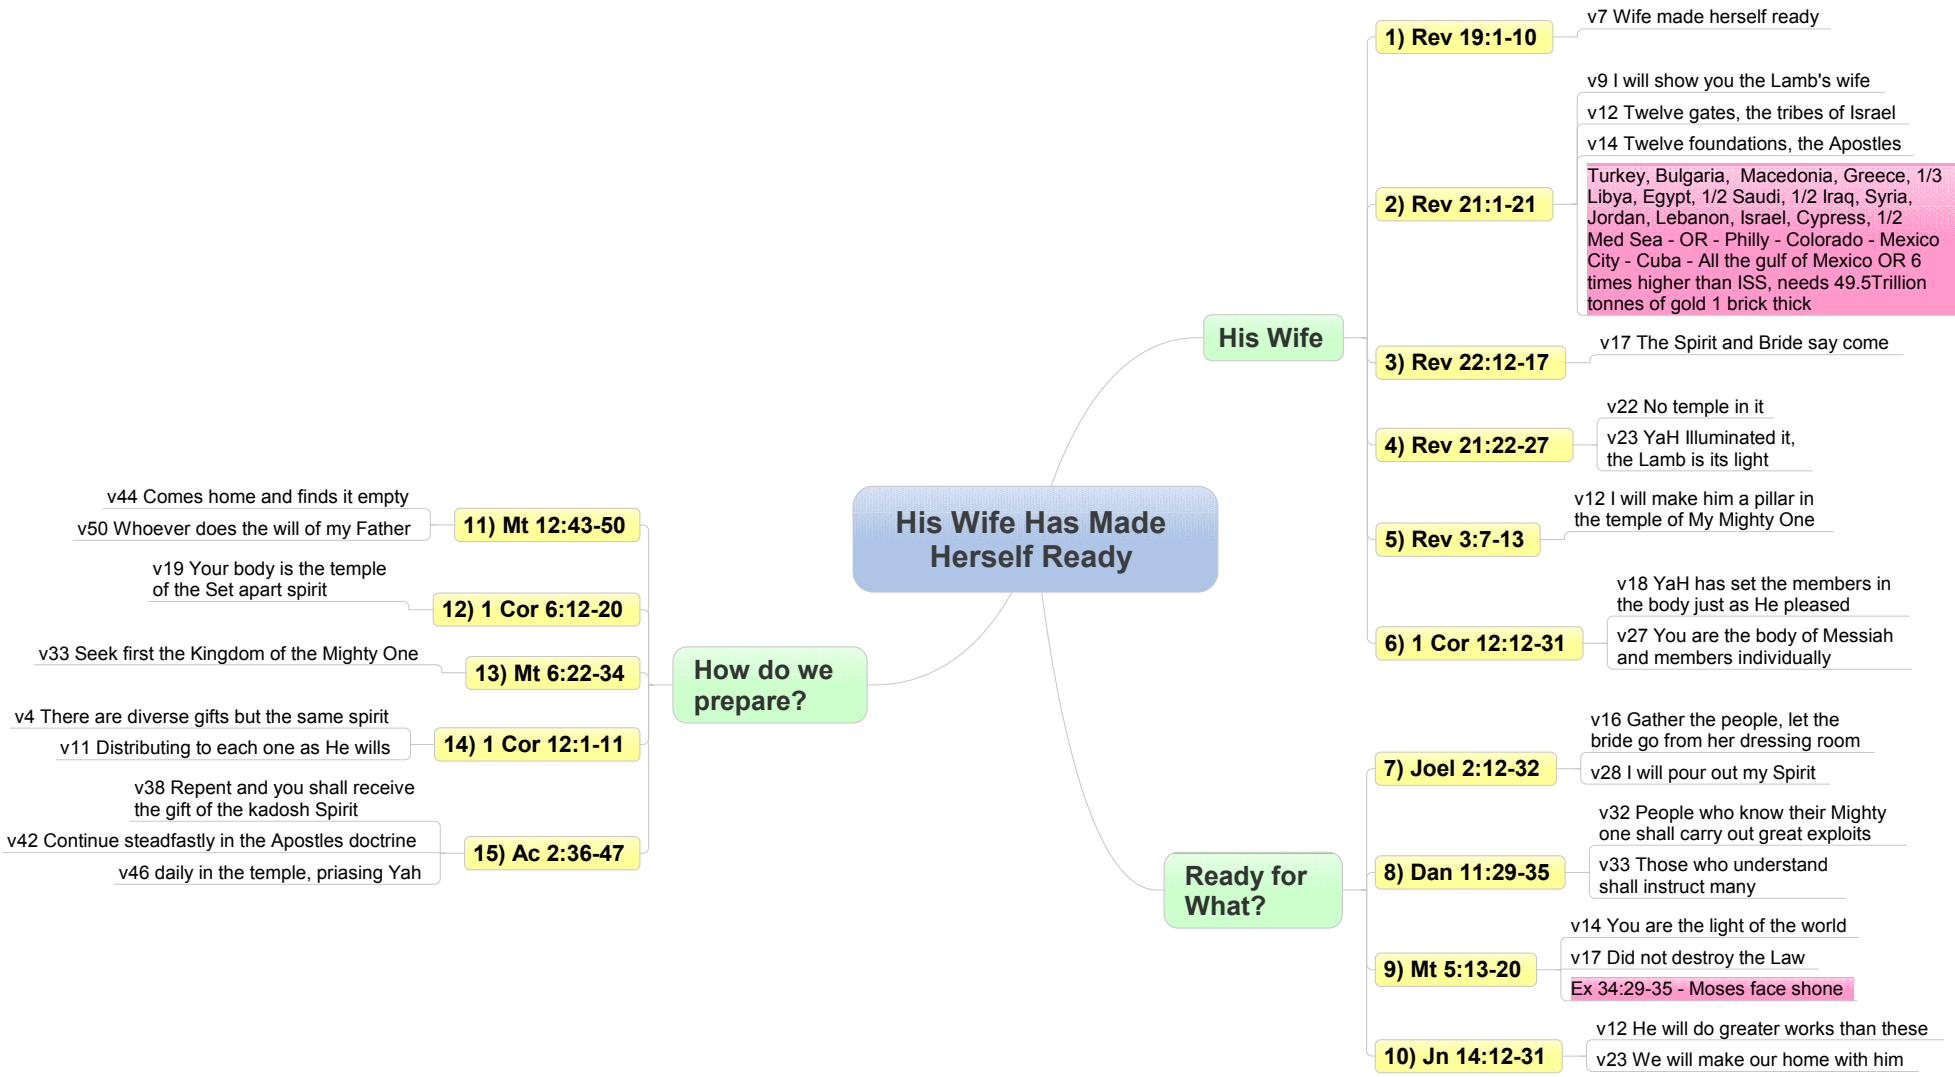 His Wife Has Made
Herself Ready
His Wife
1) Rev 19:1-10
v7 Wife made herself ready
2) Rev 21:1-21
v9 I will show you the Lamb's wife
v12 Twelve gates, the tribes of Israel
v14 Twelve foundations, the Apostles
Turkey, Bulgaria,  Macedonia, Greece, 1/3
Libya, Egypt, 1/2 Saudi, 1/2 Iraq, Syria,
Jordan, Lebanon, Israel, Cypress, 1/2
Med Sea - OR - Philly - Colorado - Mexico
City - Cuba - All the gulf of Mexico OR 6
times higher than ISS, needs 49.5Trillion
tonnes of gold 1 brick thick
3) Rev 22:12-17
v17 The Spirit and Bride say come
4) Rev 21:22-27
v22 No temple in it
v23 YaH Illuminated it,
the Lamb is its light
5) Rev 3:7-13
v12 I will make him a pillar in
the temple of My Mighty One
6) 1 Cor 12:12-31
v18 YaH has set the members in
the body just as He pleased
v27 You are the body of Messiah
and members individually
Ready for
What?
7) Joel 2:12-32
v16 Gather the people, let the
bride go from her dressing room
v28 I will pour out my Spirit
8) Dan 11:29-35
v32 People who know their Mighty
one shall carry out great exploits
v33 Those who understand
shall instruct many
9) Mt 5:13-20
v14 You are the light of the world
v17 Did not destroy the Law
Ex 34:29-35 - Moses face shone
10) Jn 14:12-31
v12 He will do greater works than these
v23 We will make our home with him
How do we
prepare?
11) Mt 12:43-50
v44 Comes home and finds it empty
v50 Whoever does the will of my Father
12) 1 Cor 6:12-20
v19 Your body is the temple
of the Set apart spirit
13) Mt 6:22-34
v33 Seek first the Kingdom of the Mighty One
14) 1 Cor 12:1-11
v4 There are diverse gifts but the same spirit
v11 Distributing to each one as He wills
15) Ac 2:36-47
v38 Repent and you shall receive
the gift of the kadosh Spirit
v42 Continue steadfastly in the Apostles doctrine
v46 daily in the temple, priasing Yah